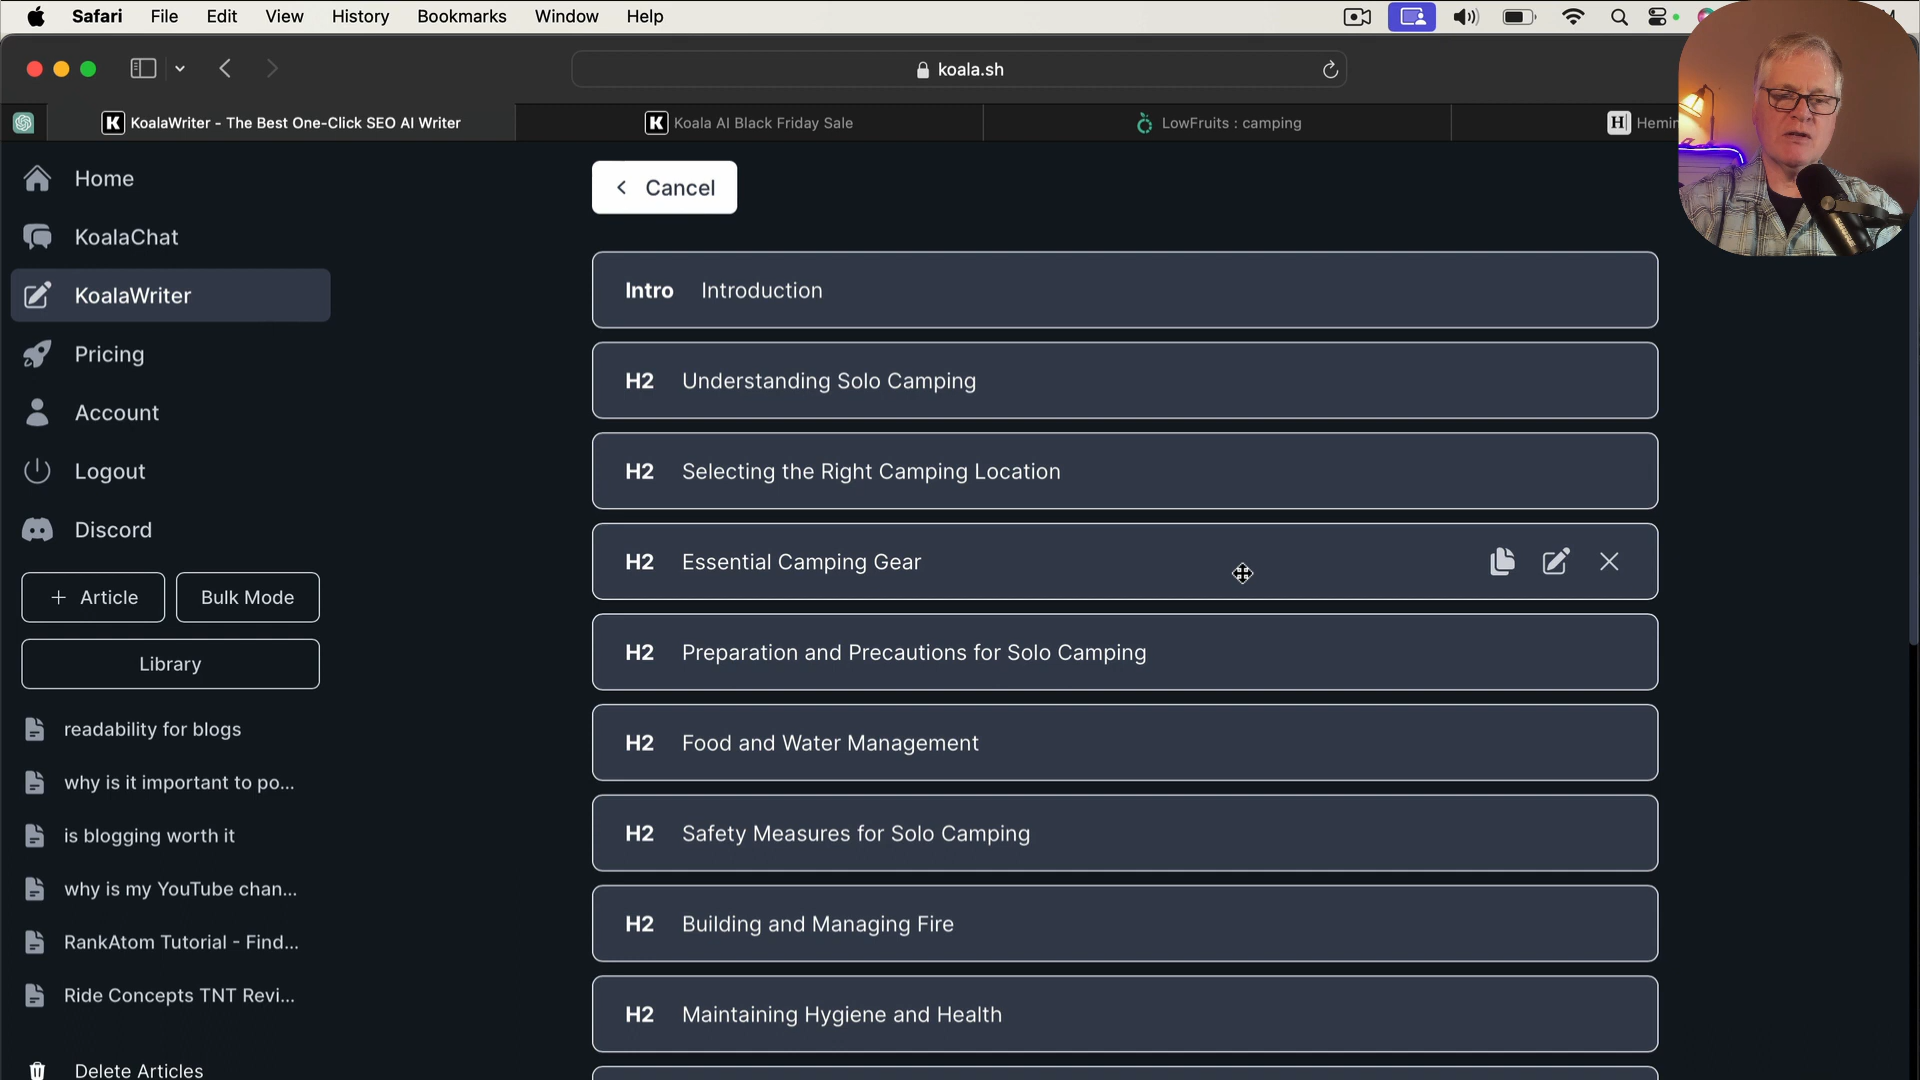 Safari File Edit View History Bookmarks Window Help
koala.sh
K KoalaWriter - The Best One-Click SEO AI Writer
K Koala AI Black Friday Sale
LowFruits : camping
H
Home
KoalaChat
KoalaWriter
Pricing
Account
Logout
Discord
+ Article
Bulk Mode
Library
readability for blogs
why is it important to po...
is blogging worth it
why is my YouTube chan...
RankAtom Tutorial - Find...
Ride Concepts TNT Revi...
Delete Articles
Cancel
Intro Introduction
H2 Understanding Solo Camping
H2 Selecting the Right Camping Location
H2 Essential Camping Gear
H2 Preparation and Precautions for Solo Camping
H2 Food and Water Management
H2 Safety Measures for Solo Camping
H2 Building and Managing Fire
H2 Maintaining Hygiene and Health